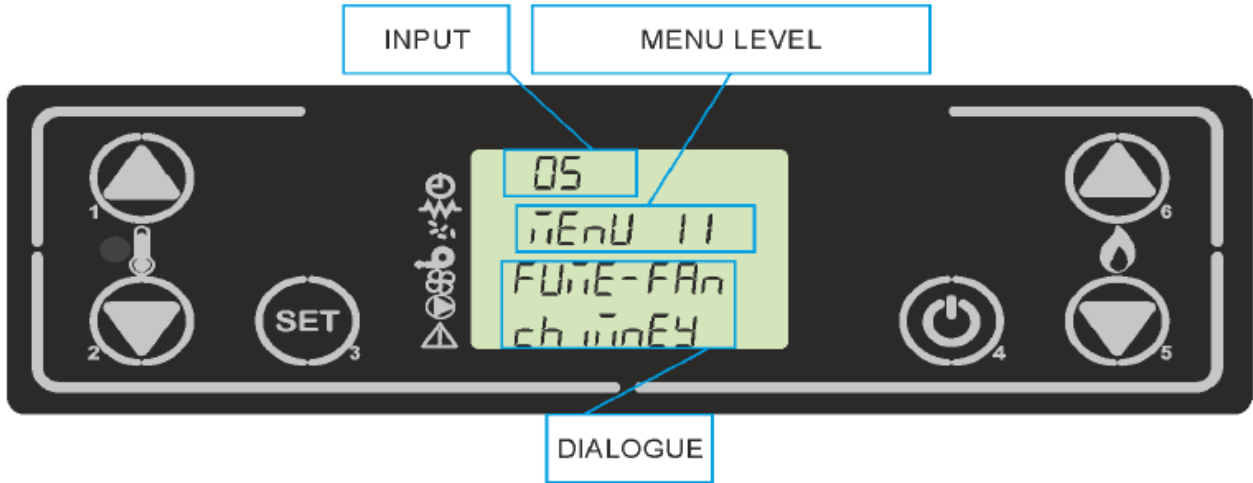 INPUT
MENU LEVEL
05
MEnU 11
FUME-FAn
chimnEY
1
2
SET
3
4
5
6
DIALOGUE